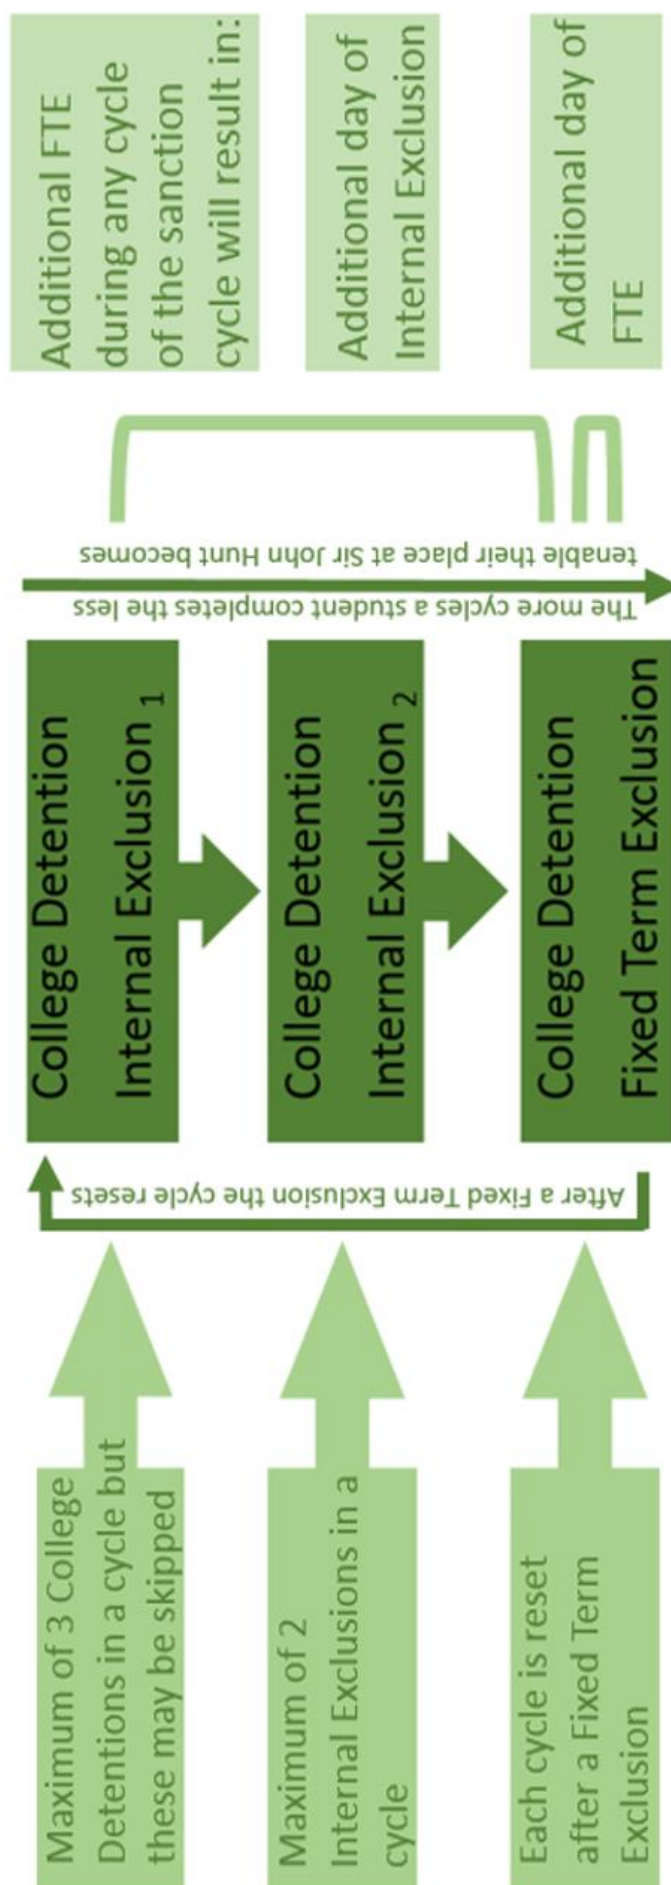 Maximum of 3 College
Detentions in a cycle but
these may be skipped
Maximum of 2
Internal Exclusions in a
cycle
Each cycle is reset
after a Fixed Term
Exclusion
After a Fixed Term Exclusion the cycle resets
College Detention
Internal Exclusion 1
College Detention
Internal Exclusion 2
College Detention
Fixed Term Exclusion
The more cycles a student completes the less
tenable their place at Sir John Hunt becomes
Additional FTE
during any cycle
of the sanction
cycle will result in:
Additional day of
Internal Exclusion
Additional day of
FTE